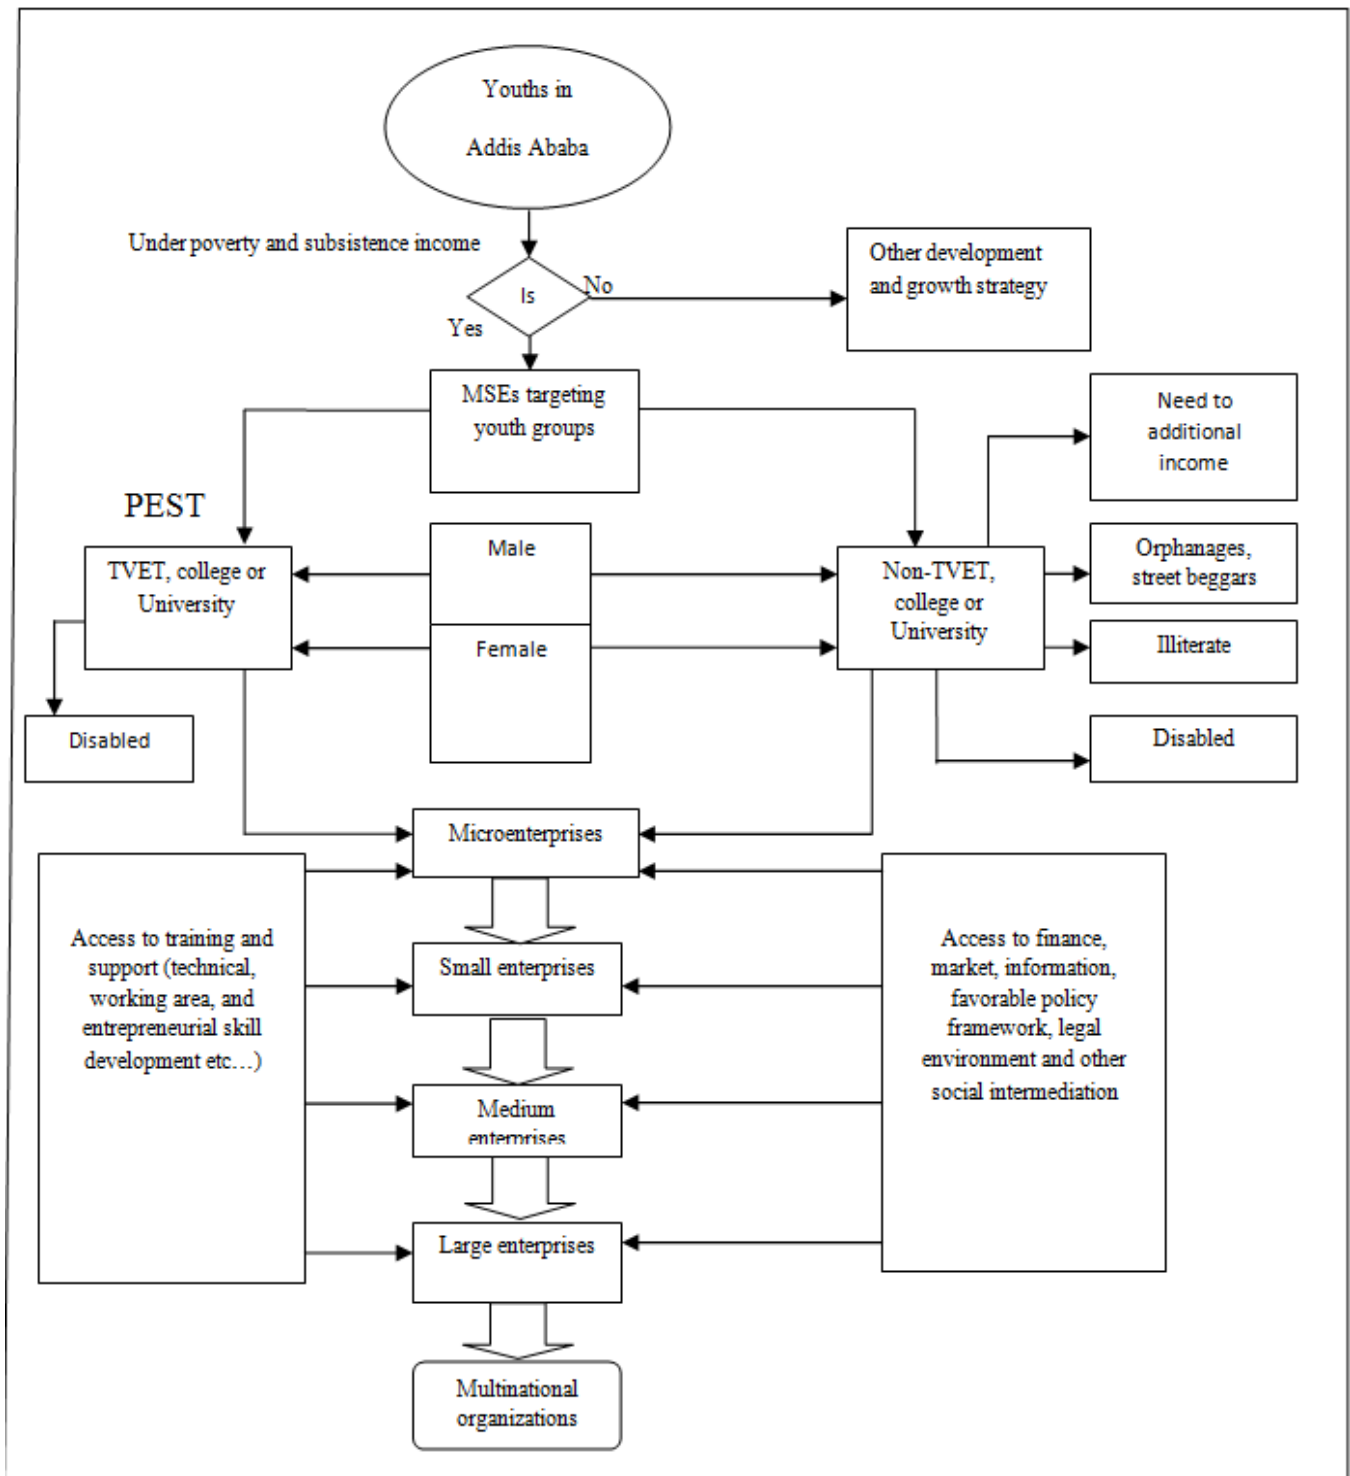 Youths in
Addis Ababa
Under poverty and subsistence income
Is
No
Yes
Other development
and growth strategy
MSEs targeting
youth groups
Need to
additional
income
PEST
Male
Female
TVET, college or
University
Non-TVET,
college or
University
Orphanages,
street beggars
Illiterate
Disabled
Disabled
Microenterprises
Access to training and
support (technical,
working area, and
entrepreneurial skill
development etc...)
Small enterprises
Access to finance,
market, information,
favorable policy
framework, legal
environment and other
social intermediation
Medium
enterprises
Large enterprises
Multinational
organizations